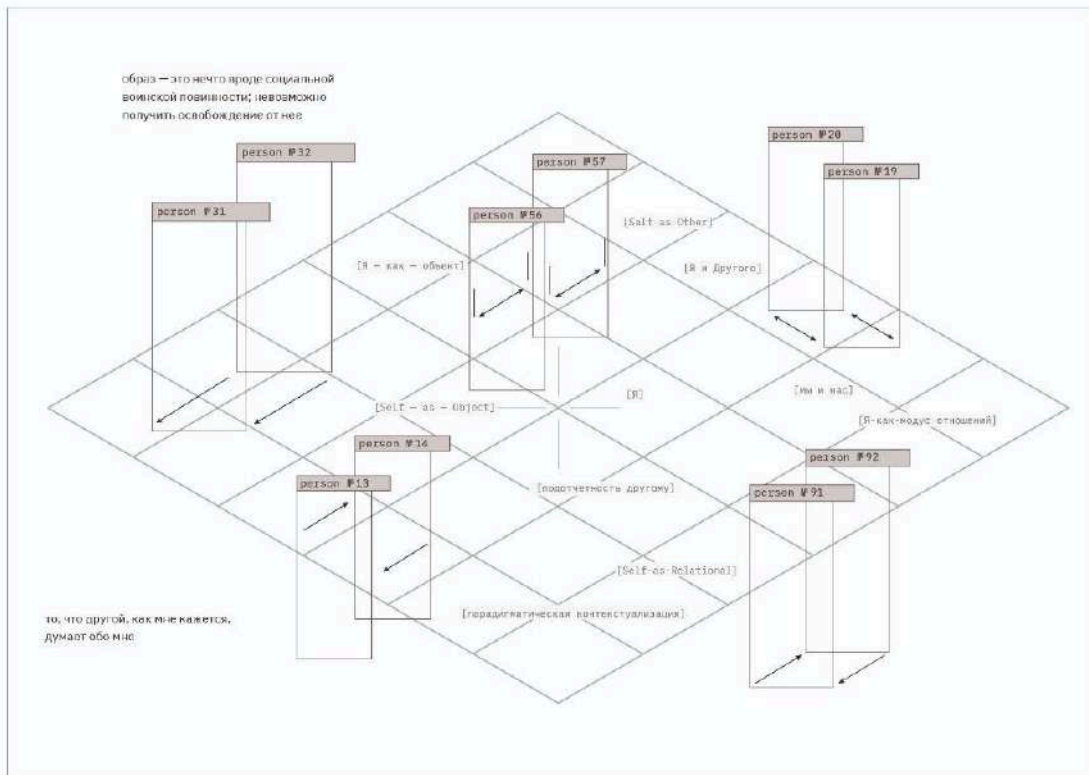 образ — это нечто вроде социальной
воинской повинности; невозможно
получить освобождение от нее
person №20
person №32
person №57
person №19
person №31
person №56
[Self-as-Other]
[Я — как — объект]
[Я и Другого]
[мы и нас]
[Я]
[Self — as — Object]
[Я-как-модус отношений]
person №14
person №92
person №13
[подотчетность другому]
person №91
[Self-as-Relational]
[парадигматическая контекстуализация]
то, что другой, как мне кажется,
думает обо мне